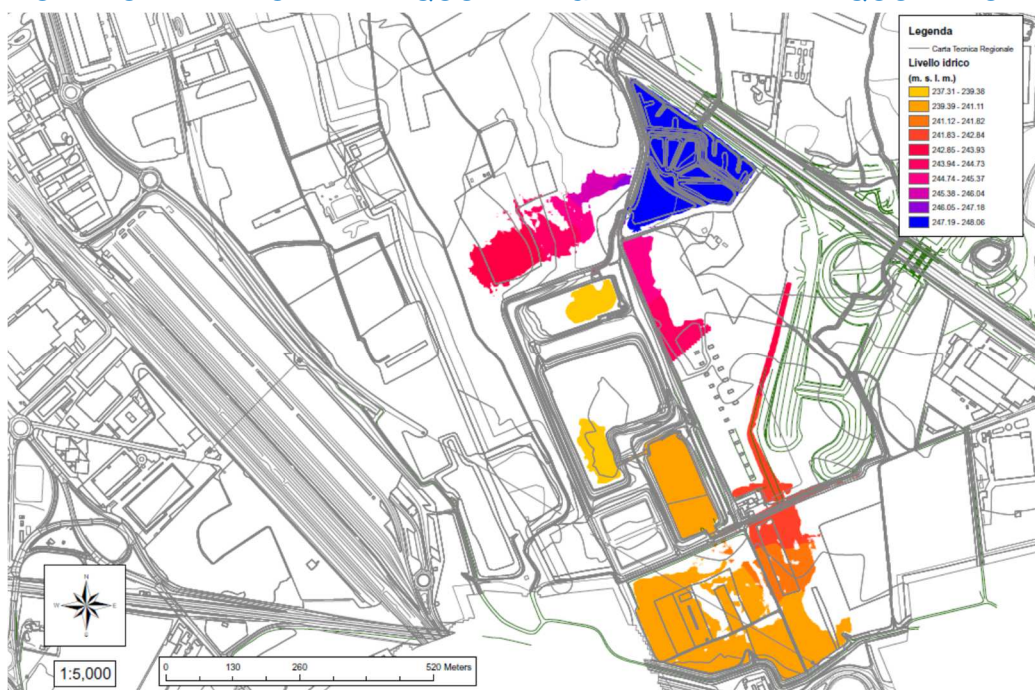 Legenda
Carta Tecnica Regionale
Livello idrico
(m. s. l. m.)
237.31 - 239.38
239.39 - 241.11
241.12 - 241.82
241.83 - 242.84
242.85 - 243.93
243.94 - 244.73
244.74 - 245.37
245.38 - 246.04
246.05 - 247.18
247.19 - 248.06
N
W
E
S
1:5,000
0 130 260 520 Meters